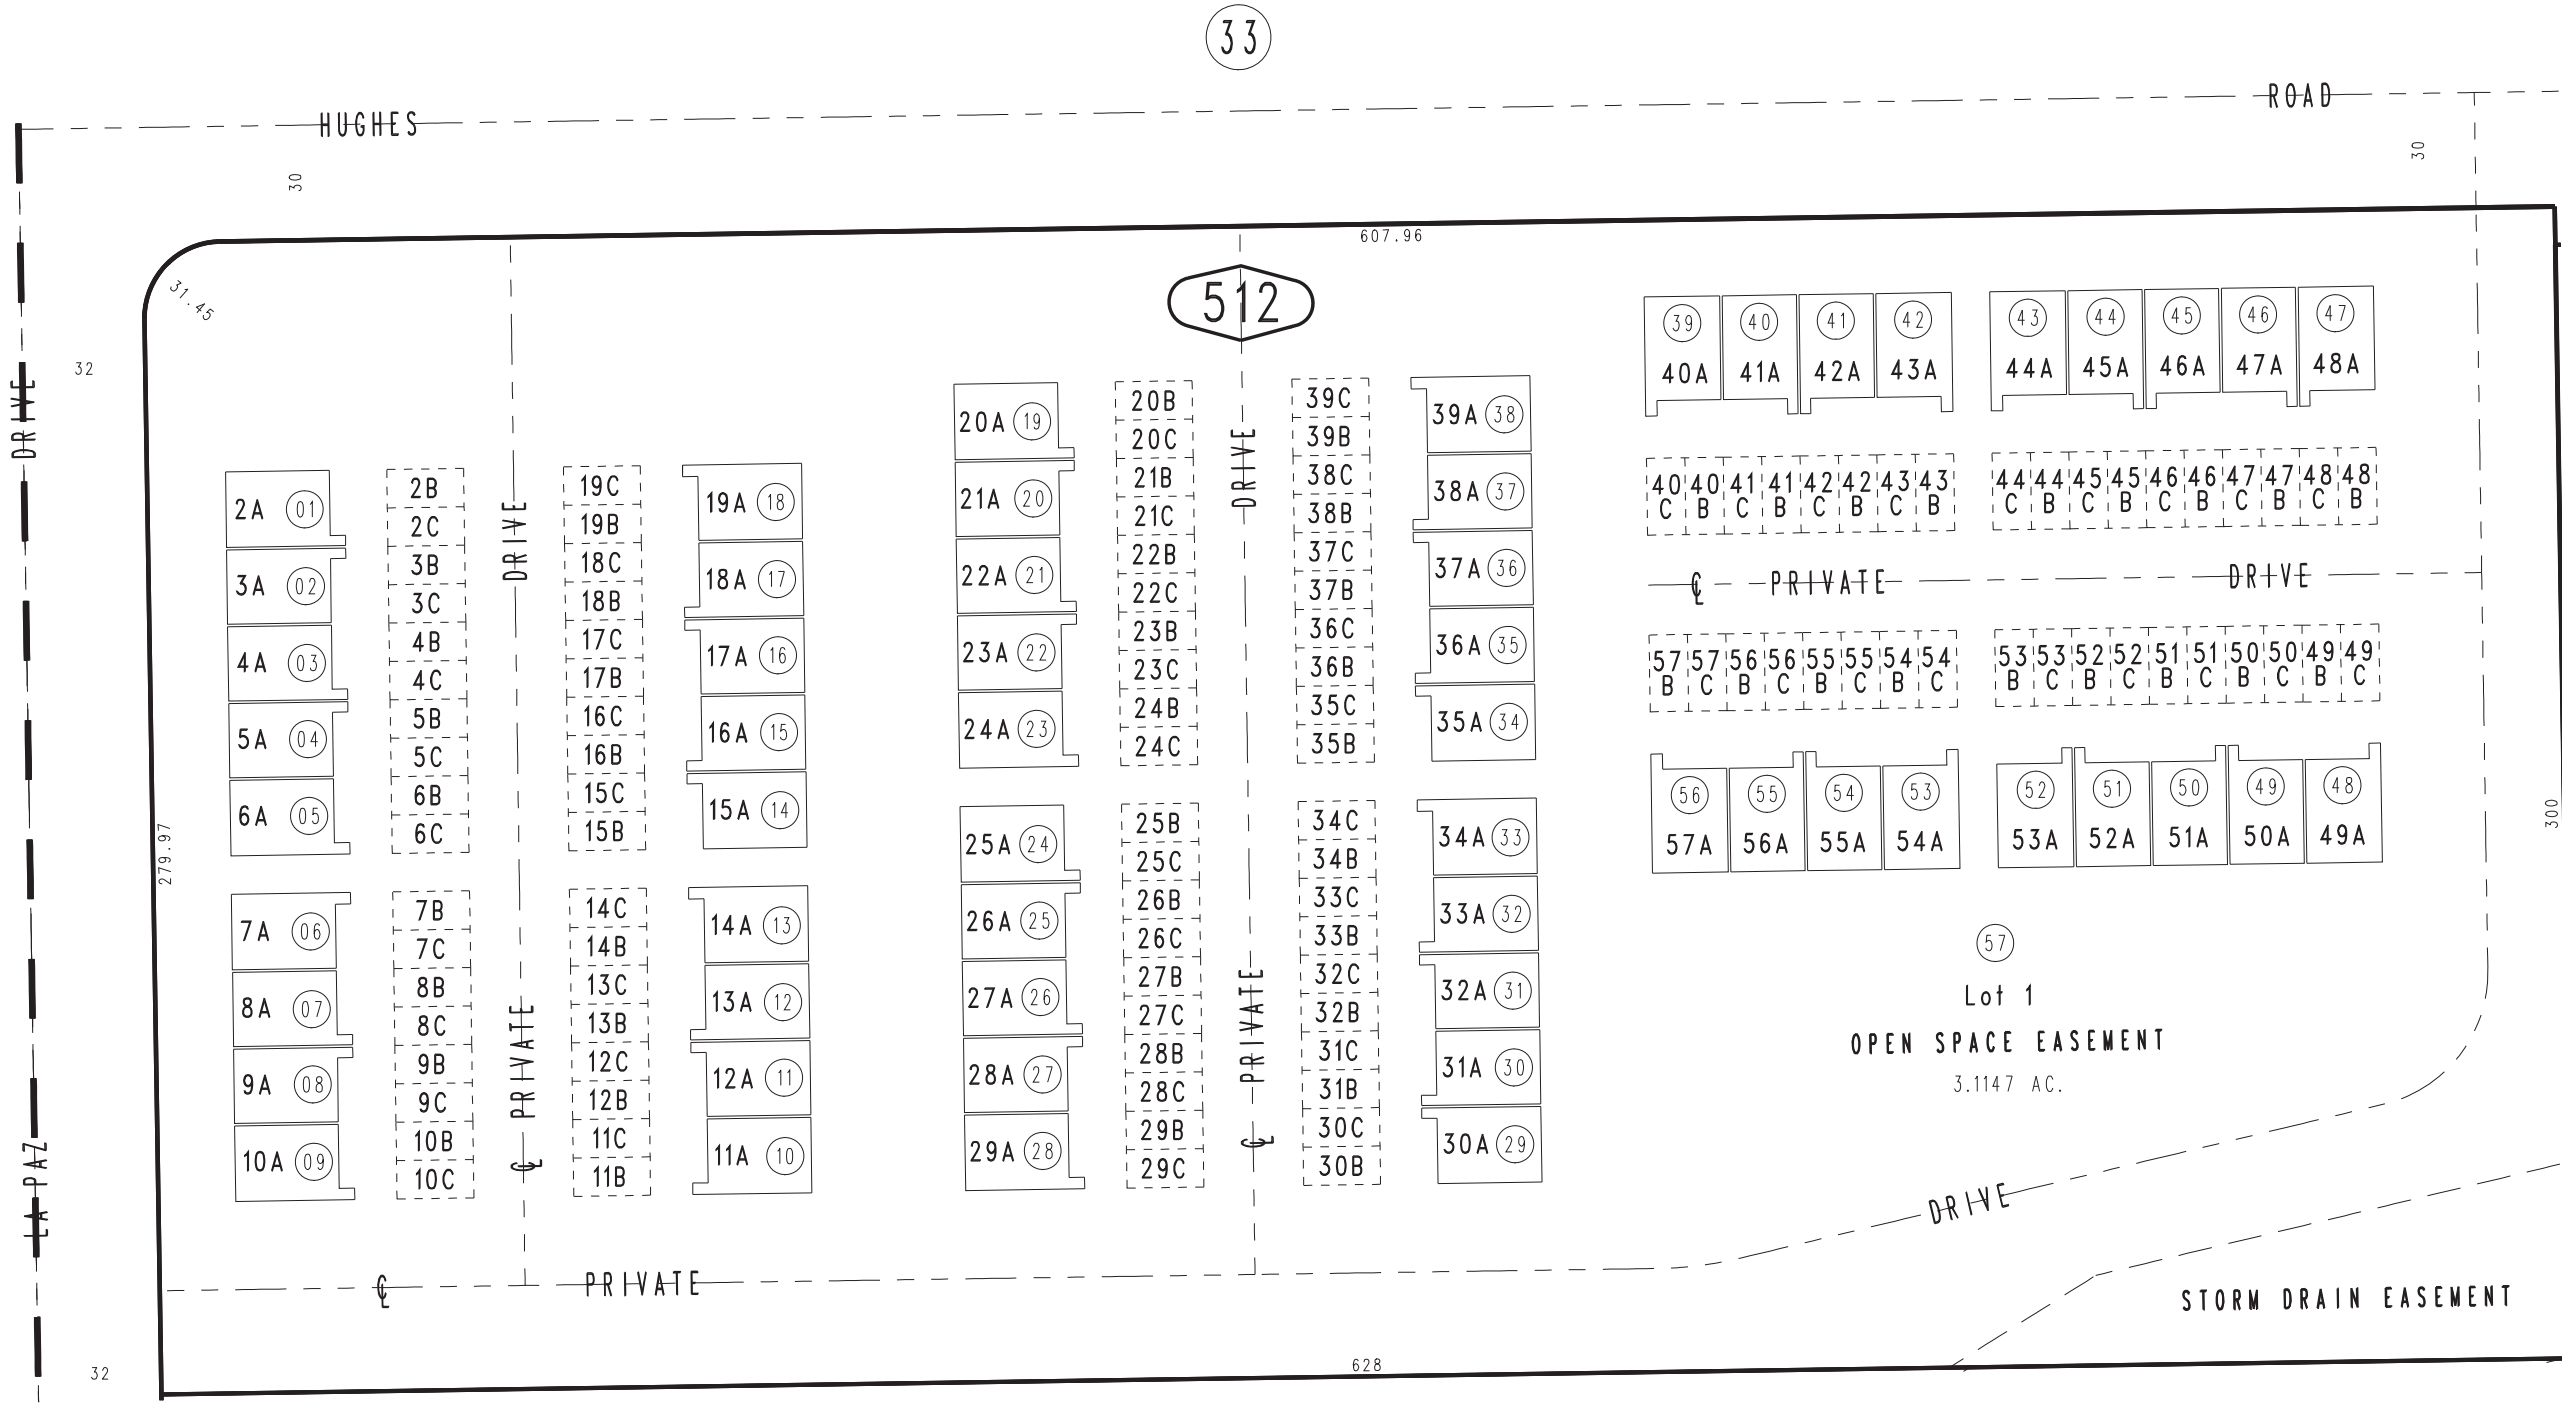 33
HUGHES ROAD
30 30
607.96
31.45
512
32
LA PAZ DRIVE
279.97
300
2A 01
3A 02
4A 03
5A 04
6A 05
7A 06
8A 07
9A 08
10A 09
2B
2C
3B
3C
4B
4C
5B
5C
6B
6C
7B
7C
8B
8C
9B
9C
10B
10C
℄ PRIVATE DRIVE
19C
19B
18C
18B
17C
17B
16C
16B
15C
15B
14C
14B
13C
13B
12C
12B
11C
11B
19A 18
18A 17
17A 16
16A 15
15A 14
14A 13
13A 12
12A 11
11A 10
20A 19
21A 20
22A 21
23A 22
24A 23
25A 24
26A 25
27A 26
28A 27
29A 28
20B
20C
21B
21C
22B
22C
23B
23C
24B
24C
25B
25C
26B
26C
27B
27C
28B
28C
29B
29C
℄ PRIVATE DRIVE
39C
39B
38C
38B
37C
37B
36C
36B
35C
35B
34C
34B
33C
33B
32C
32B
31C
31B
30C
30B
39A 38
38A 37
37A 36
36A 35
35A 34
34A 33
33A 32
32A 31
31A 30
30A 29
39 40 41 42 43 44 45 46 47
40A 41A 42A 43A 44A 45A 46A 47A 48A
40 40 41 41 42 42 43 43 44 44 45 45 46 46 47 47 48 48
C B C B C B C B C B C B C B C B C B
℄ PRIVATE DRIVE
57 57 56 56 55 55 54 54 53 53 52 52 51 51 50 50 49 49
B C B C B C B C B C B C B C B C B C
56 55 54 53 52 51 50 49 48
57A 56A 55A 54A 53A 52A 51A 50A 49A
57
Lot 1
OPEN SPACE EASEMENT
3.1147 AC.
℄ PRIVATE DRIVE
STORM DRAIN EASEMENT
628
32